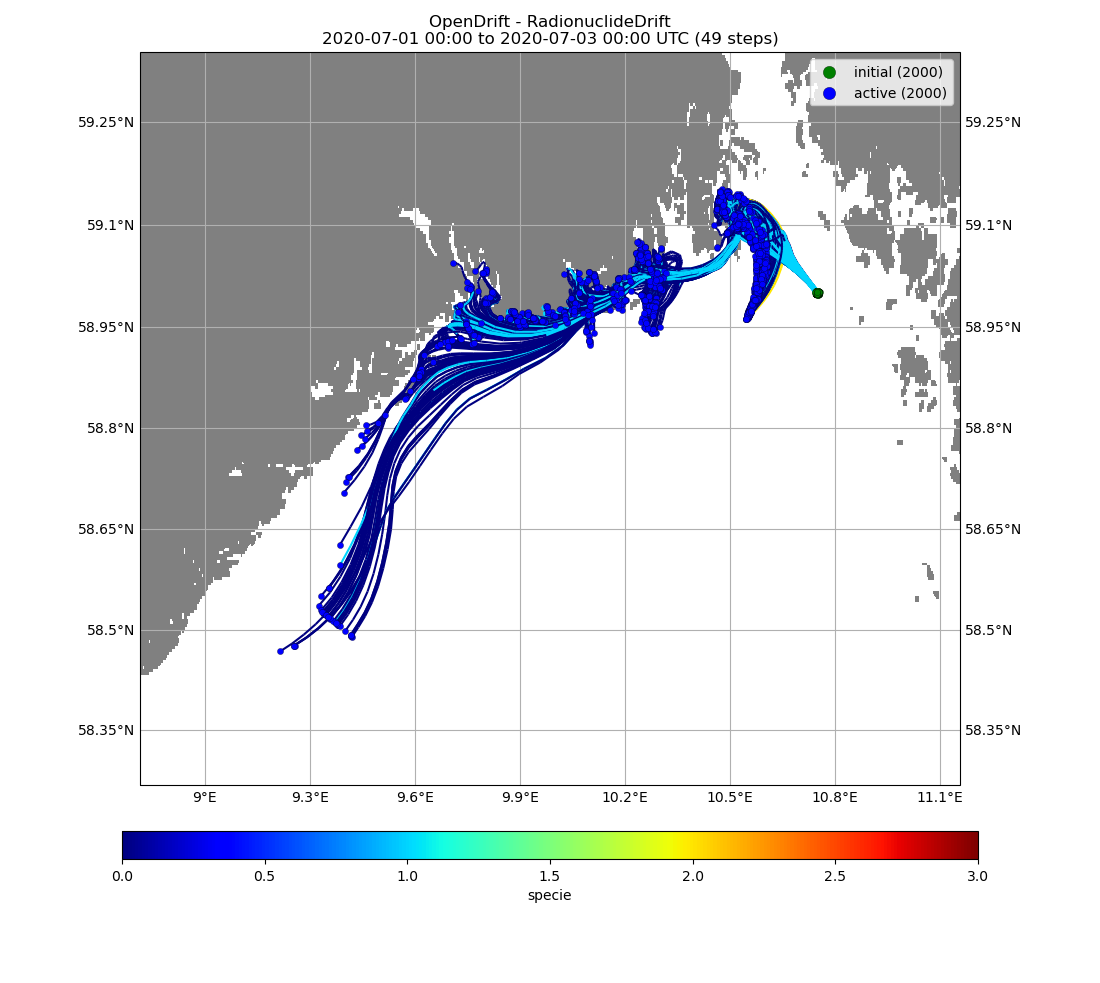 OpenDrift - RadionuclideDrift
2020-07-01 00:00 to 2020-07-03 00:00 UTC (49 steps)
initial (2000)
active (2000)
59.25°N 59.25°N
59.1°N 59.1°N
58.95°N 58.95°N
58.8°N 58.8°N
58.65°N 58.65°N
58.5°N 58.5°N
58.35°N 58.35°N
9°E 9.3°E 9.6°E 9.9°E 10.2°E 10.5°E 10.8°E 11.1°E
0.0 0.5 1.0 1.5 2.0 2.5 3.0
specie